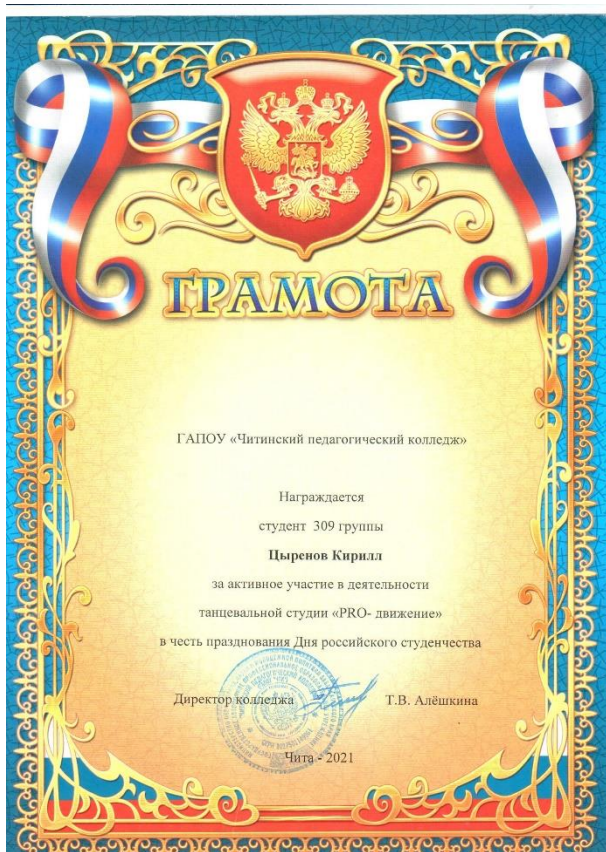 ГРАМОТА
ГАПОУ «Читинский педагогический колледж»
Награждается
студент 309 группы
Цыренов Кирилл
за активное участие в деятельности
танцевальной студии «PRO- движение»
в честь празднования Дня российского студенчества
Директор колледжа Т.В. Алёшкина
Чита - 2021